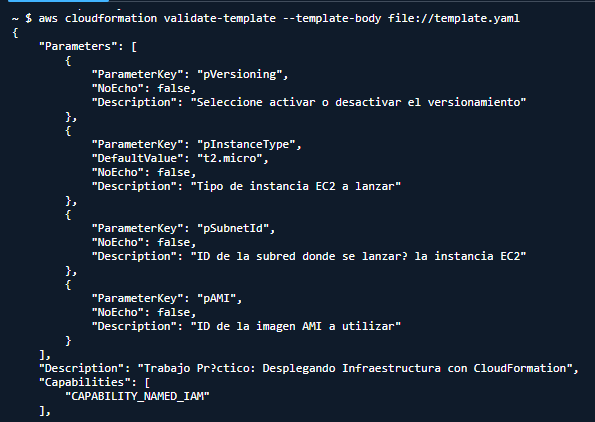 ~ $ aws cloudformation validate-template --template-body file://template.yaml
{
    "Parameters": [
        {
            "ParameterKey": "pVersioning",
            "NoEcho": false,
            "Description": "Seleccione activar o desactivar el versionamiento"
        },
        {
            "ParameterKey": "pInstanceType",
            "DefaultValue": "t2.micro",
            "NoEcho": false,
            "Description": "Tipo de instancia EC2 a lanzar"
        },
        {
            "ParameterKey": "pSubnetId",
            "NoEcho": false,
            "Description": "ID de la subred donde se lanzar? la instancia EC2"
        },
        {
            "ParameterKey": "pAMI",
            "NoEcho": false,
            "Description": "ID de la imagen AMI a utilizar"
        }
    ],
    "Description": "Trabajo Pr?ctico: Desplegando Infraestructura con CloudFormation",
    "Capabilities": [
        "CAPABILITY_NAMED_IAM"
    ],